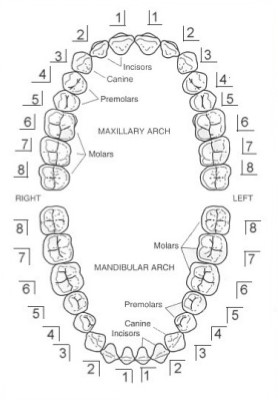 1 1
2 2
3 Incisors 3
Canine
4 4
Premolars
5 5
6 MAXILLARY ARCH 6
7 7
Molars
8 8
RIGHT LEFT
8 8
Molars
7 7
MANDIBULAR ARCH
6 6
Premolars
5 5
Canine
4 Incisors 4
3 3
2 2
1 1